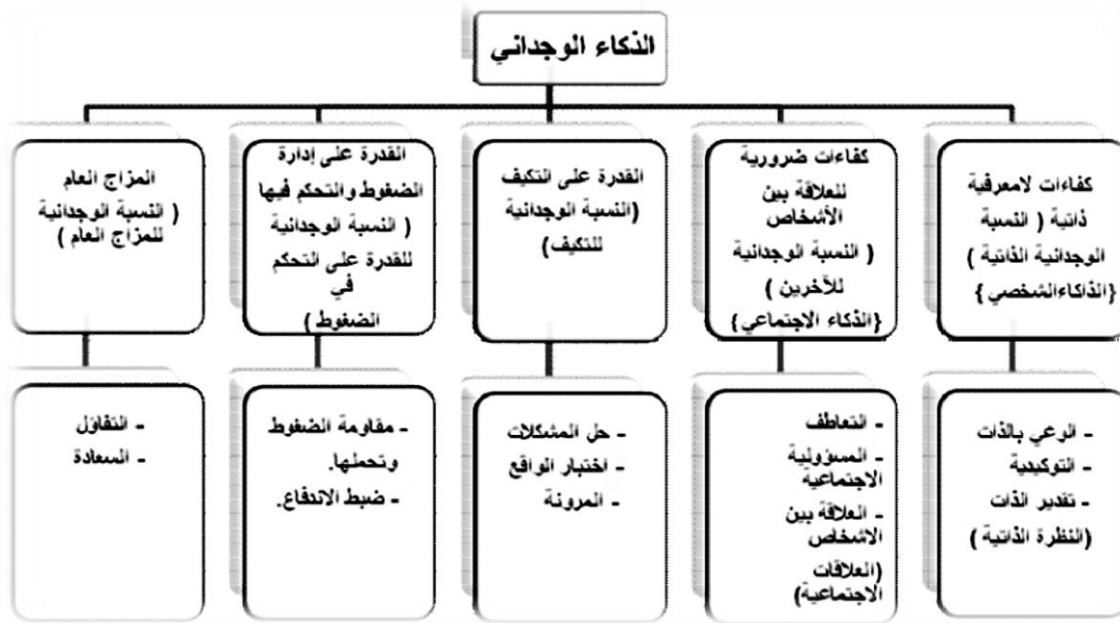 الذكاء الوجداني
كفاءات لامعرفية
ذاتية ( النسبة
الوجدانية الذاتية )
{الذاكاءالشخصي}
كفاءات ضرورية
للعلاقة بين
الأشخاص
( النسبة الوجدانية
للآخرين )
{الذكاء الاجتماعي}
القدرة على التكيف
(النسبة الوجدانية
للتكيف)
القدرة على إدارة
الضغوط والتحكم فيها
( النسبة الوجدانية
للقدرة على التحكم
في
الضغوط)
المزاج العام
( النسبة الوجدانية
للمزاج العام )
- الوعي بالذات
- التوكيدية
- تقدير الذات
(النظرة الذاتية )
- التعاطف
- المسؤولية
الاجتماعية
- العلاقة بين
الاشخاص
(العلاقات
الاجتماعية)
- حل المشكلات
- اختبار الواقع
- المرونة
- مقاومة الضغوط
وتحملها.
- ضبط الاندفاع.
- التفاؤل
- السعادة